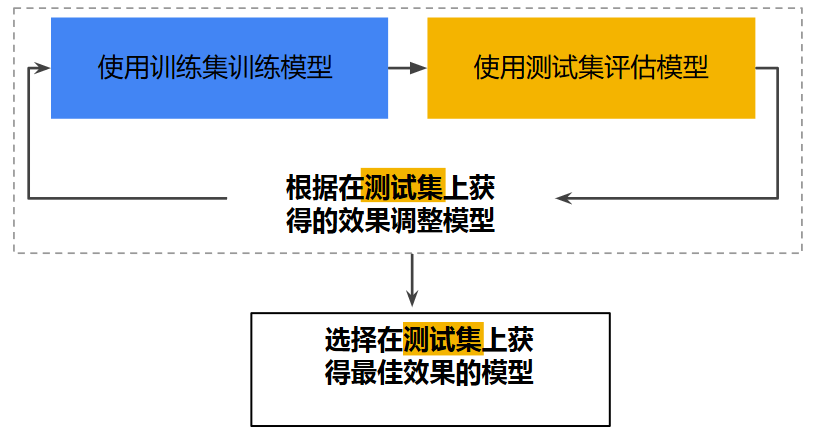 使用训练集训练模型
使用测试集评估模型
根据在测试集上获
得的效果调整模型
选择在测试集上获
得最佳效果的模型